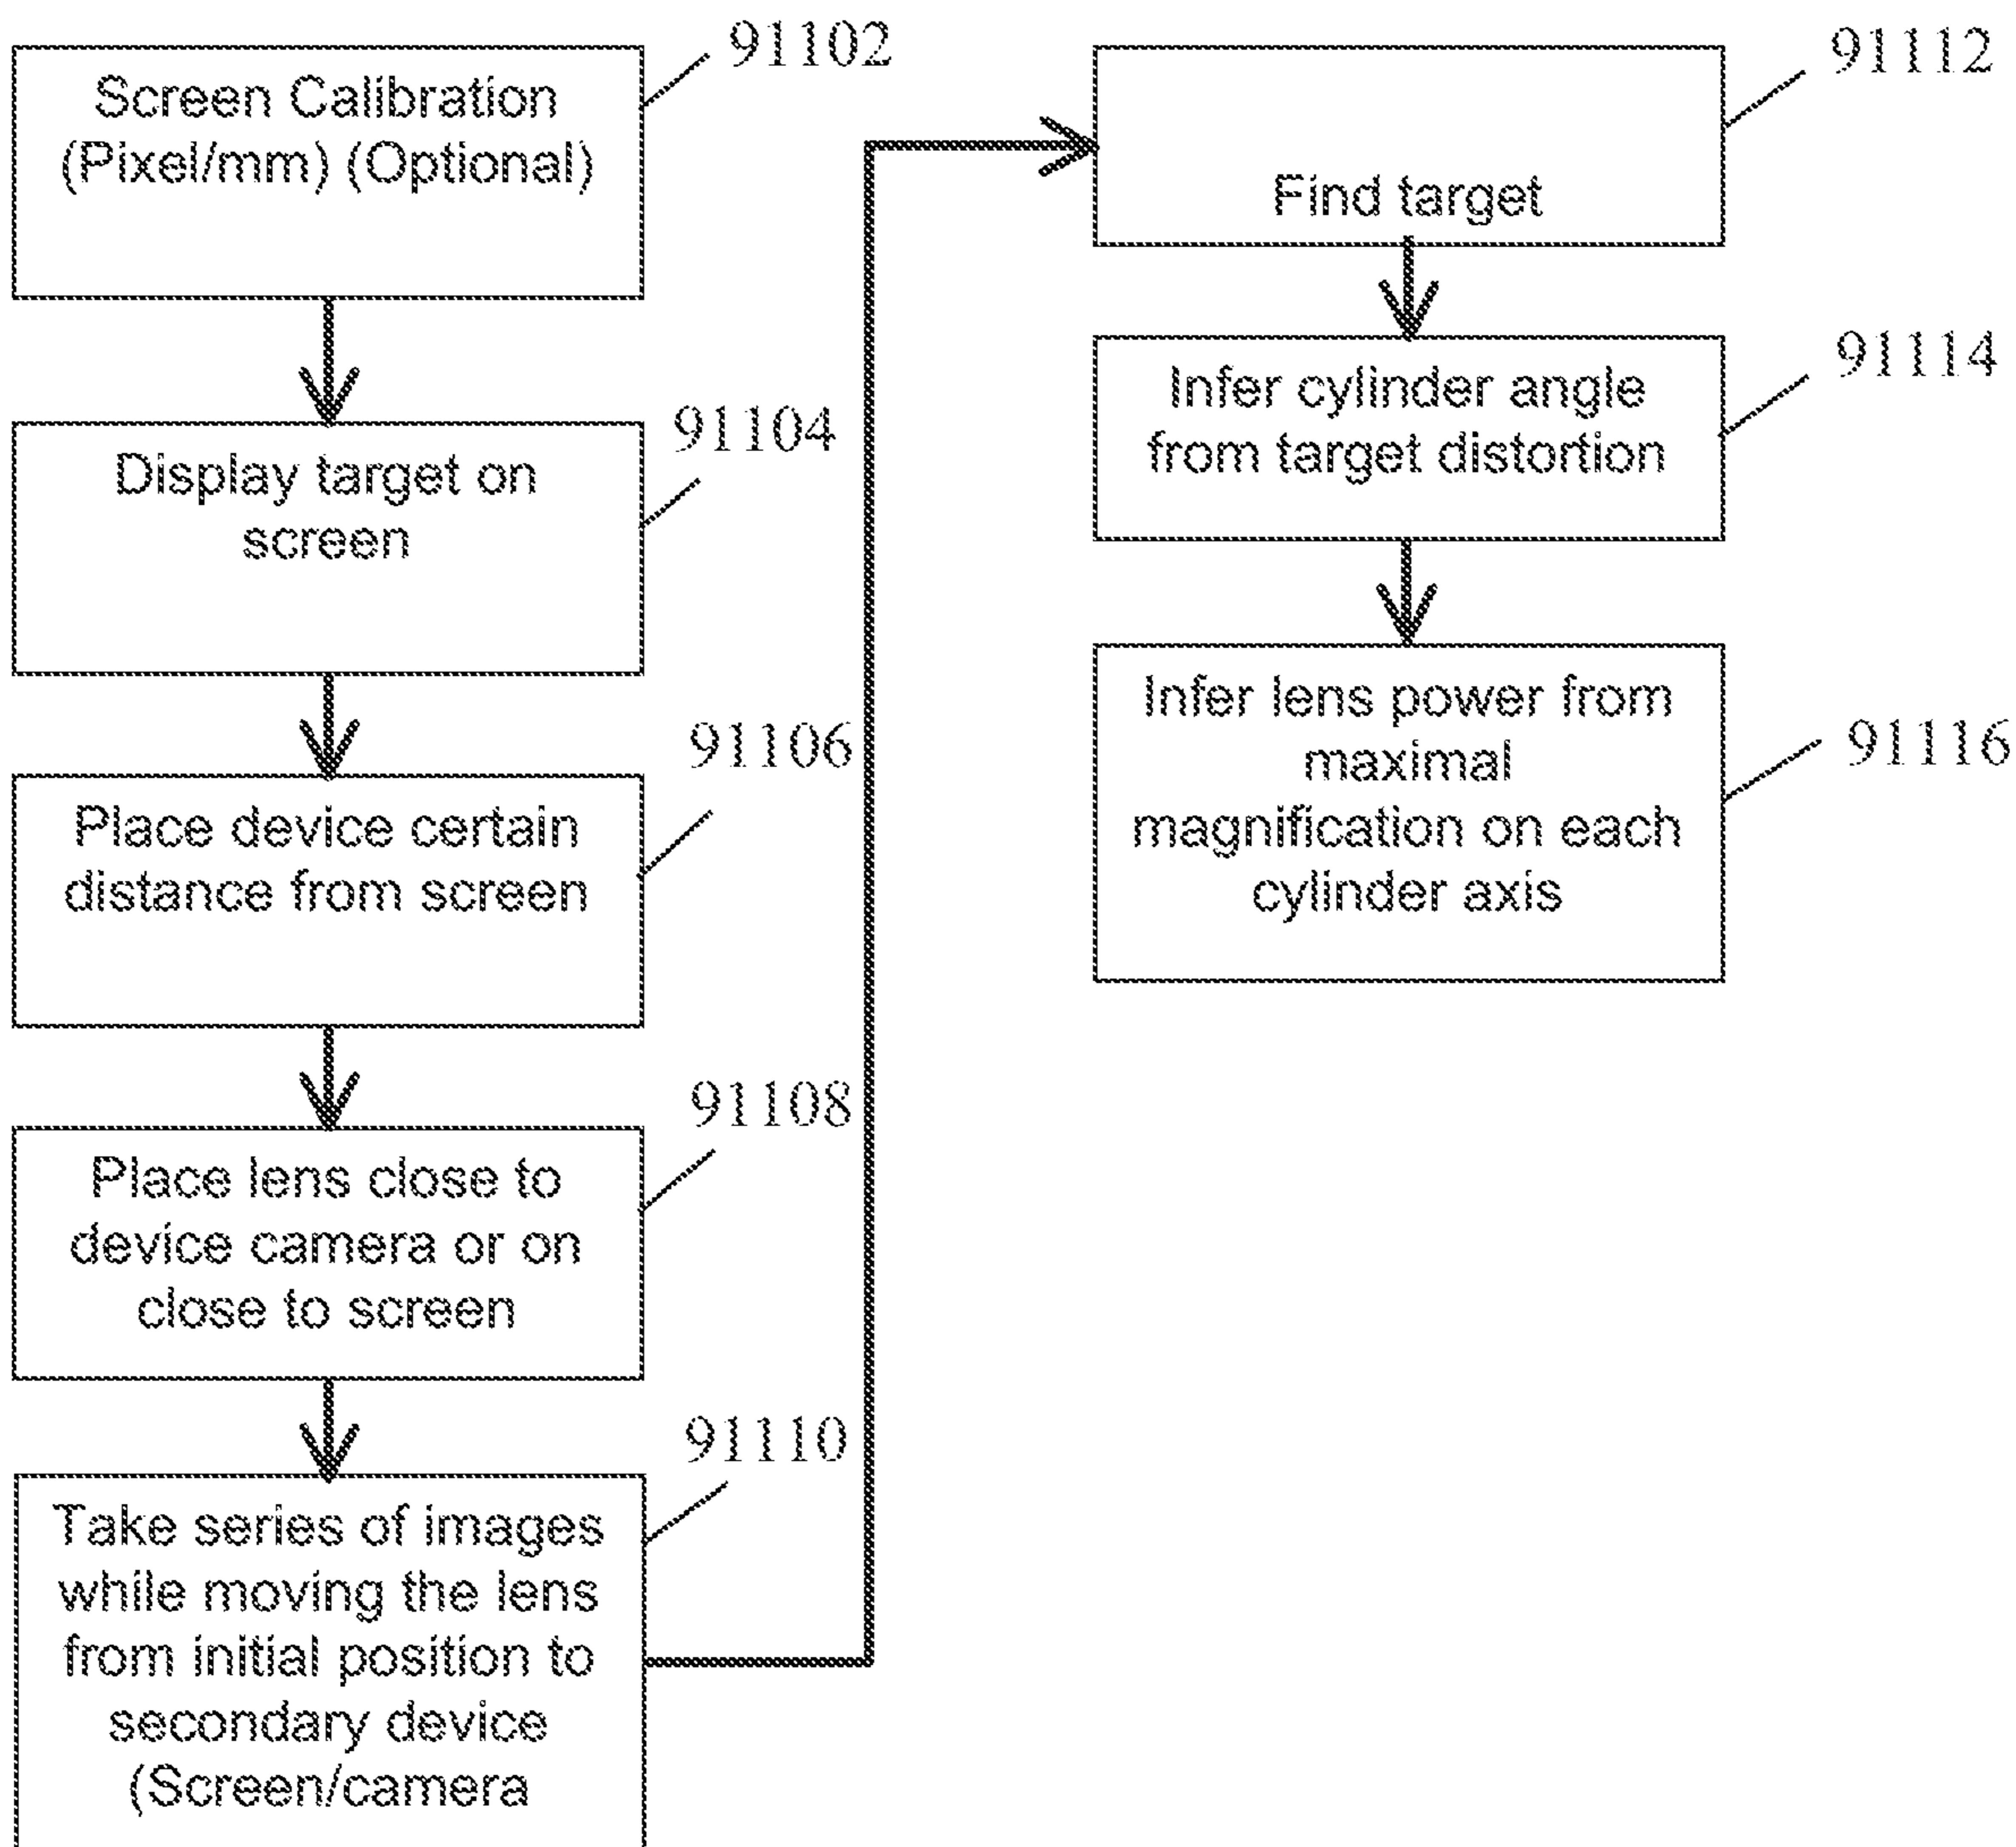 91102
Screen Calibration
(Pixel/mm) (Optional)
91104
Display target on
screen
91106
Place device certain
distance from screen
91108
Place lens close to
device camera or on
close to screen
91110
Take series of images
while moving the lens
from initial position to
secondary device
(Screen/camera
91112
Find target
91114
Infer cylinder angle
from target distortion
91116
Infer lens power from
maximal
magnification on each
cylinder axis